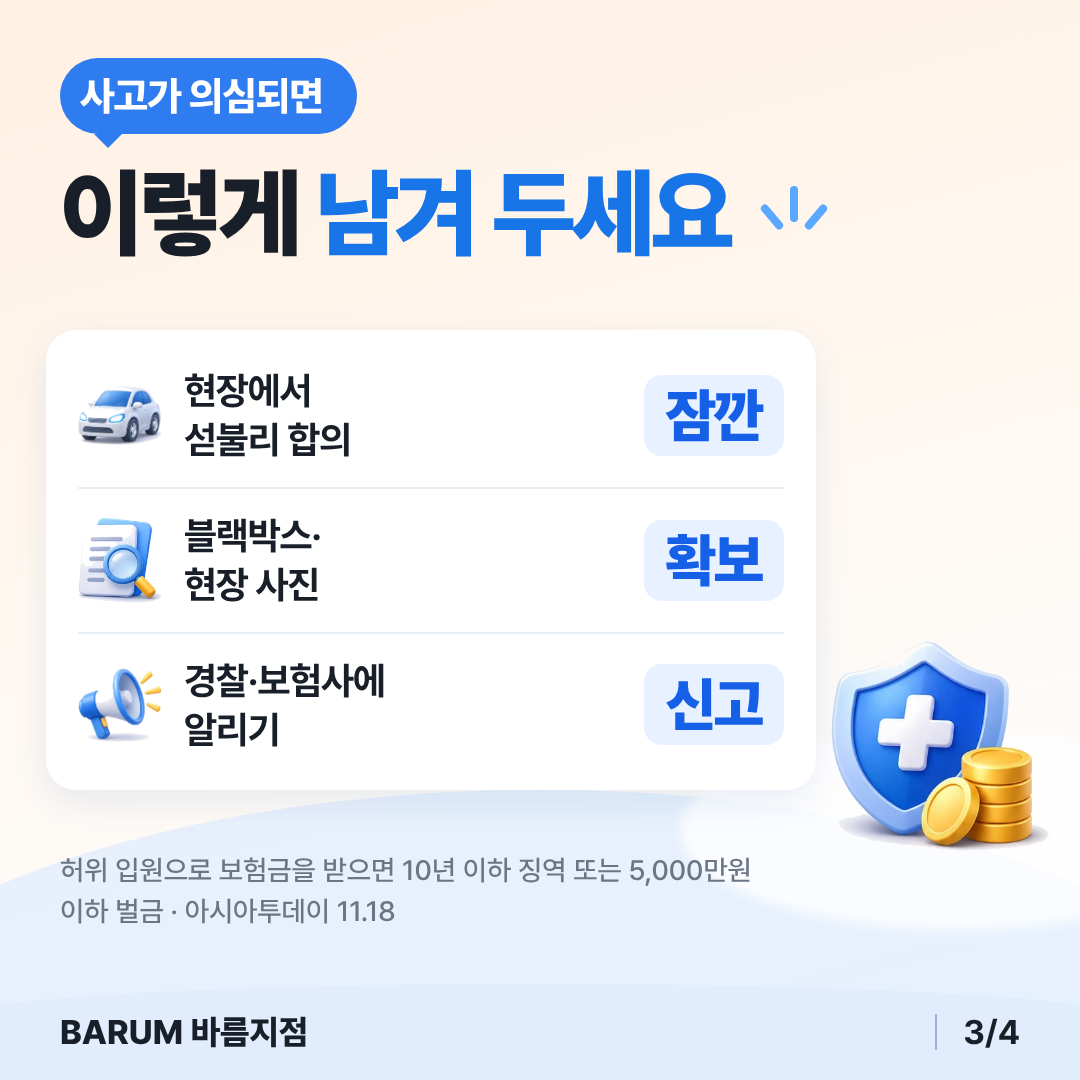 사고가 의심되면
이렇게 남겨 두세요
현장에서
섣불리 합의
잠깐
블랙박스·
현장 사진
확보
경찰·보험사에
알리기
신고
허위 입원으로 보험금을 받으면 10년 이하 징역 또는 5,000만원
이하 벌금 · 아시아투데이 11.18
BARUM 바름지점
3/4